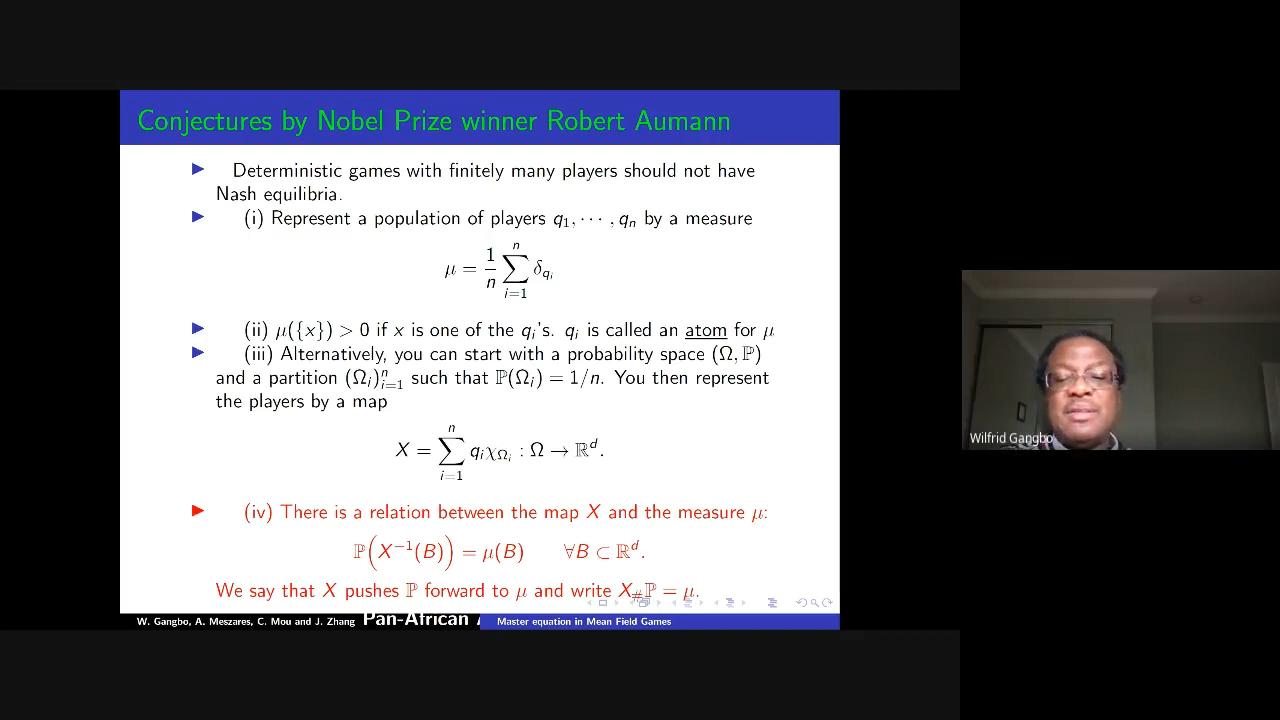 Conjectures by Nobel Prize winner Robert Aumann
▶ Deterministic games with finitely many players should not have
Nash equilibria.
▶ (i) Represent a population of players q₁, ⋯ , qₙ by a measure
μ = 1/n ∑ⁿᵢ₌₁ δ_{qᵢ}
▶ (ii) μ({x}) > 0 if x is one of the qᵢ's. qᵢ is called an atom for μ
▶ (iii) Alternatively, you can start with a probability space (Ω, ℙ)
and a partition (Ωᵢ)ⁿᵢ₌₁ such that ℙ(Ωᵢ) = 1/n. You then represent
the players by a map
X = ∑ⁿᵢ₌₁ qᵢχ_{Ωᵢ} : Ω → ℝᵈ.
▶ (iv) There is a relation between the map X and the measure μ:
ℙ(X⁻¹(B)) = μ(B) ∀B ⊂ ℝᵈ.
We say that X pushes ℙ forward to μ and write X_#ℙ = μ.
W. Gangbo, A. Meszares, C. Mou and J. Zhang Pan-African Master equation in Mean Field Games
Wilfrid Gangbo